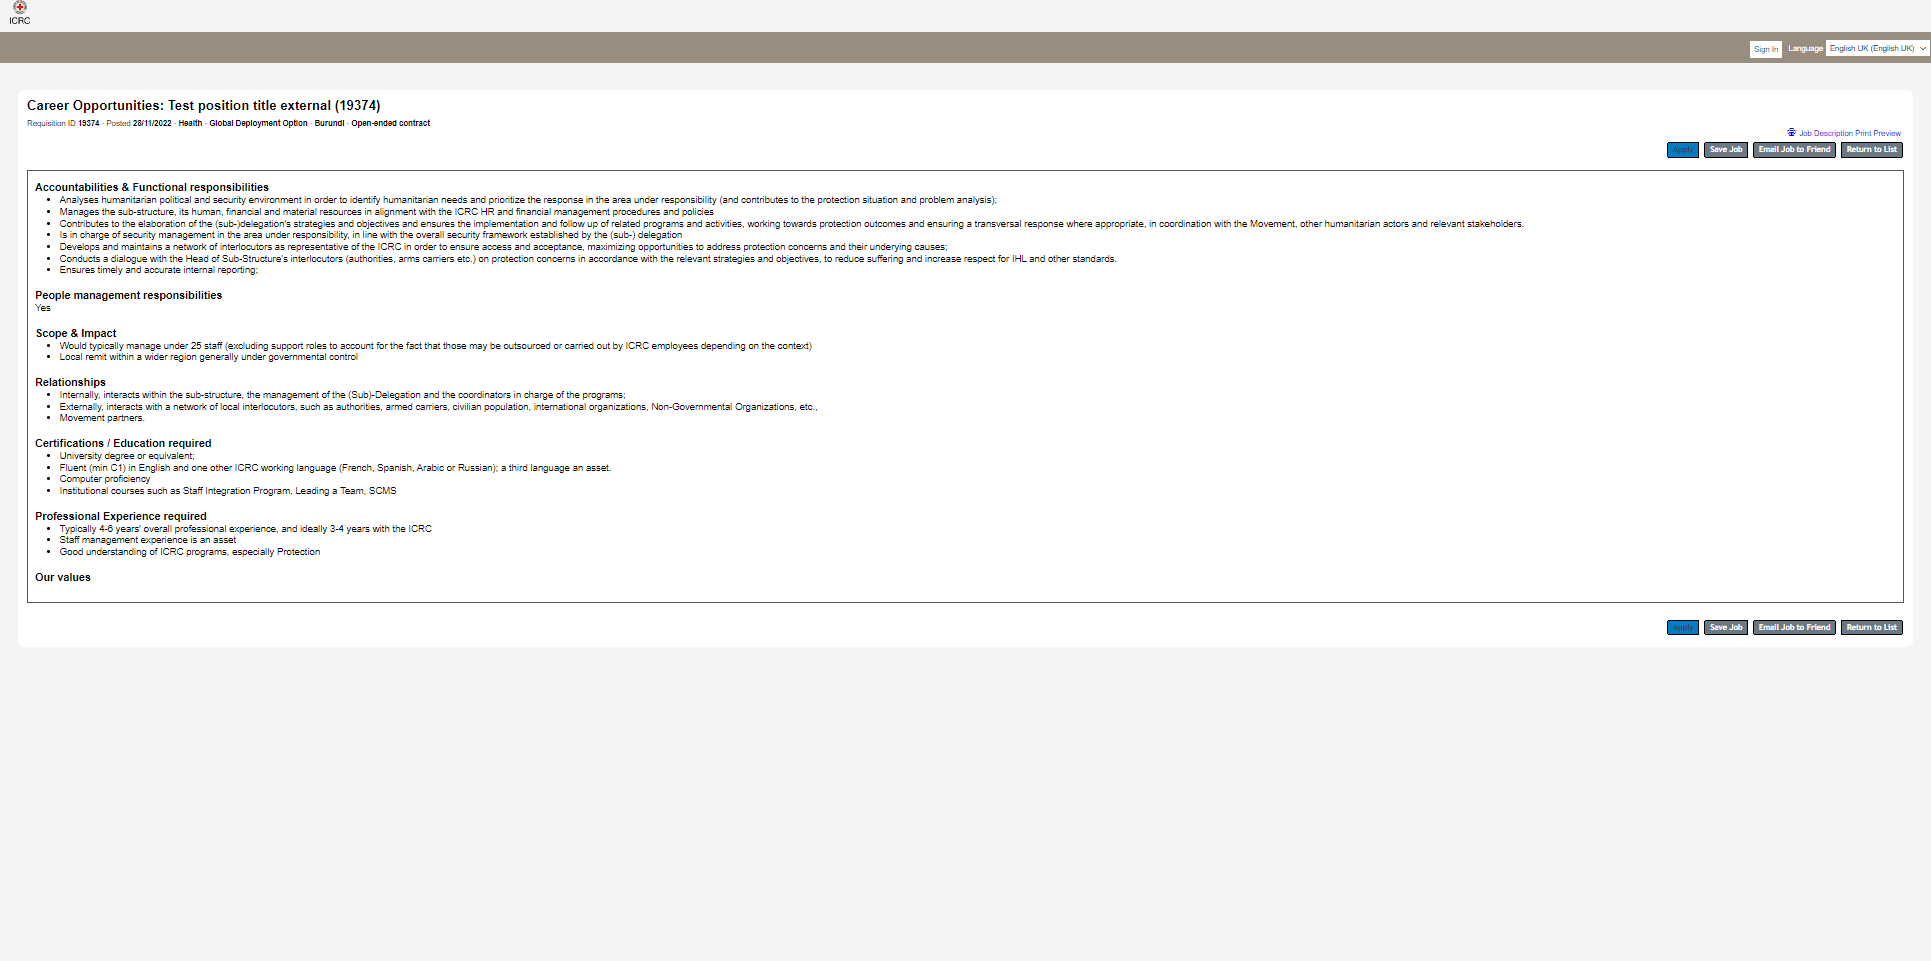 ICRC
Sign In Language English UK (English UK)
Career Opportunities: Test position title external (19374)
Requisition ID 19374 - Posted 28/11/2022 - Health - Global Deployment Option - Burundi - Open-ended contract
Job Description Print Preview
Apply Save Job Email Job to Friend Return to List
Accountabilities & Functional responsibilities
• Analyses humanitarian political and security environment in order to identify humanitarian needs and prioritize the response in the area under responsibility (and contributes to the protection situation and problem analysis);
• Manages the sub-structure, its human, financial and material resources in alignment with the ICRC HR and financial management procedures and policies
• Contributes to the elaboration of the (sub-)delegation's strategies and objectives and ensures the implementation and follow up of related programs and activities, working towards protection outcomes and ensuring a transversal response where appropriate, in coordination with the Movement, other humanitarian actors and relevant stakeholders.
• Is in charge of security management in the area under responsibility, in line with the overall security framework established by the (sub-) delegation
• Develops and maintains a network of interlocutors as representative of the ICRC in order to ensure access and acceptance, maximizing opportunities to address protection concerns and their underlying causes;
• Conducts a dialogue with the Head of Sub-Structure's interlocutors (authorities, arms carriers etc.) on protection concerns in accordance with the relevant strategies and objectives, to reduce suffering and increase respect for IHL and other standards.
• Ensures timely and accurate internal reporting;
People management responsibilities
Yes
Scope & Impact
• Would typically manage under 25 staff (excluding support roles to account for the fact that those may be outsourced or carried out by ICRC employees depending on the context)
• Local remit within a wider region generally under governmental control
Relationships
• Internally, interacts within the sub-structure, the management of the (Sub)-Delegation and the coordinators in charge of the programs;
• Externally, interacts with a network of local interlocutors, such as authorities, armed carriers, civilian population, international organizations, Non-Governmental Organizations, etc.,
• Movement partners.
Certifications / Education required
• University degree or equivalent;
• Fluent (min C1) in English and one other ICRC working language (French, Spanish, Arabic or Russian); a third language an asset.
• Computer proficiency
• Institutional courses such as Staff Integration Program, Leading a Team, SCMS
Professional Experience required
• Typically 4-6 years' overall professional experience, and ideally 3-4 years with the ICRC
• Staff management experience is an asset
• Good understanding of ICRC programs, especially Protection
Our values
Apply Save Job Email Job to Friend Return to List